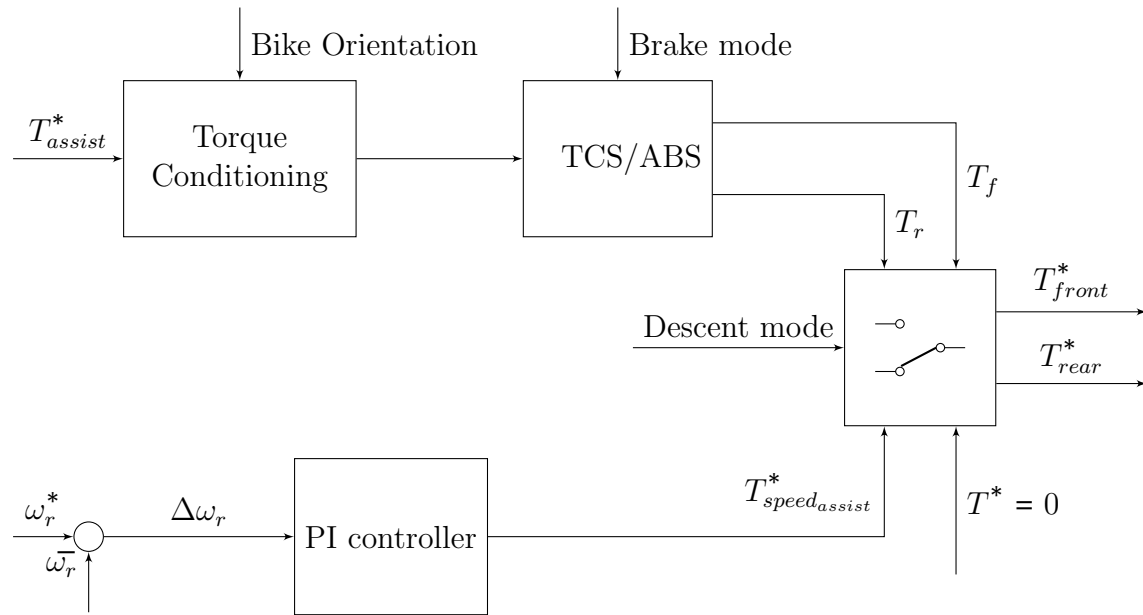 Bike Orientation
Brake mode
T*assist
Torque
Conditioning
TCS/ABS
Tf
Tr
T*front
Descent mode
T*rear
ω*r
Δωr
T*speedassist
T* = 0
PI controller
ωr
-